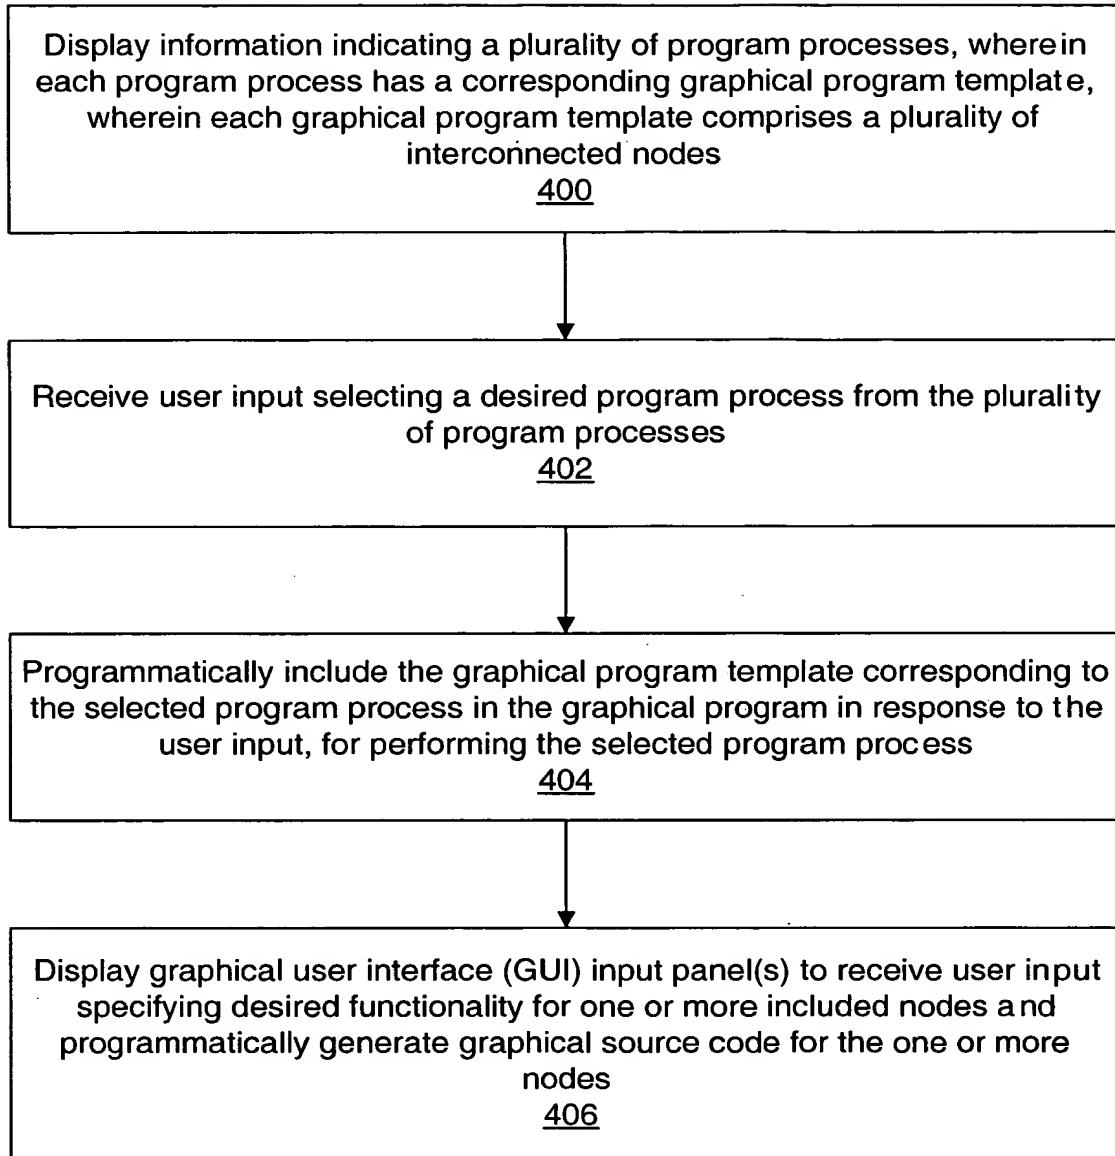 Display information indicating a plurality of program processes, wherein
each program process has a corresponding graphical program template,
wherein each graphical program template comprises a plurality of
interconnected nodes
400
Receive user input selecting a desired program process from the plurality
of program processes
402
Programmatically include the graphical program template corresponding to
the selected program process in the graphical program in response to the
user input, for performing the selected program process
404
Display graphical user interface (GUI) input panel(s) to receive user input
specifying desired functionality for one or more included nodes and
programmatically generate graphical source code for the one or more
nodes
406